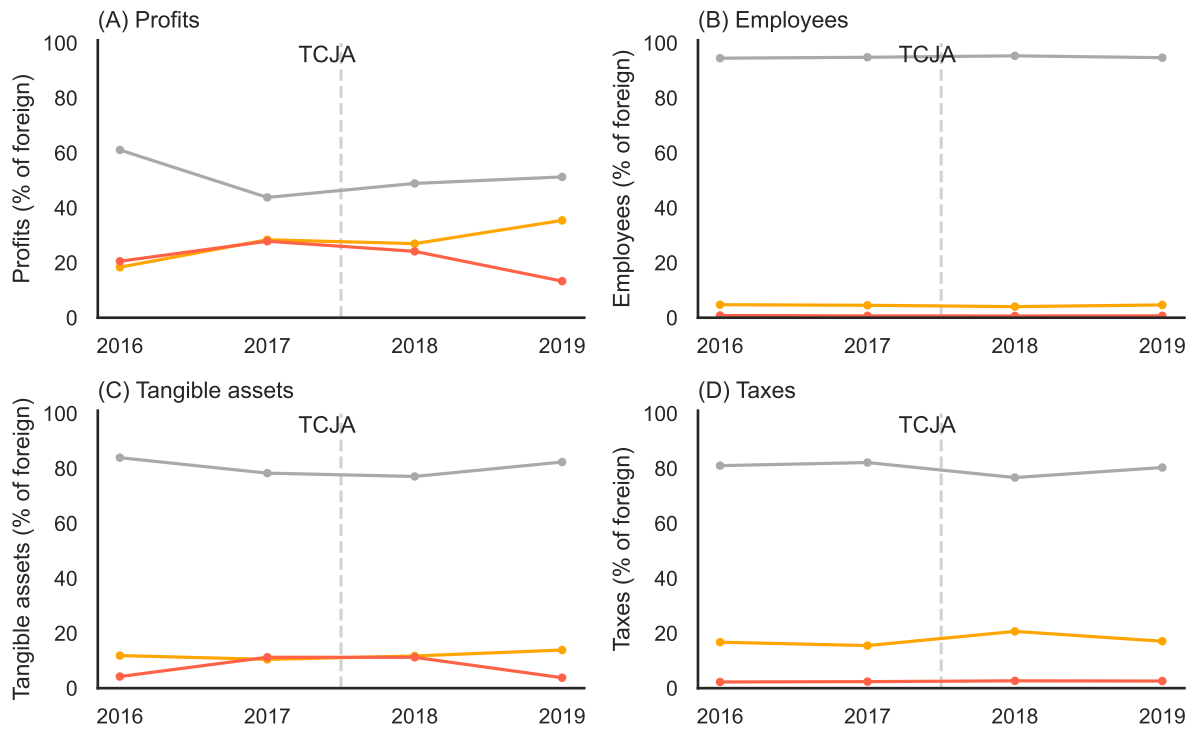 (A) Profits
TCJA
Profits (% of foreign)
100
80
60
40
20
0
2016 2017 2018 2019
(B) Employees
TCJA
Employees (% of foreign)
100
80
60
40
20
0
2016 2017 2018 2019
(C) Tangible assets
TCJA
Tangible assets (% of foreign)
100
80
60
40
20
0
2016 2017 2018 2019
(D) Taxes
TCJA
Taxes (% of foreign)
100
80
60
40
20
0
2016 2017 2018 2019